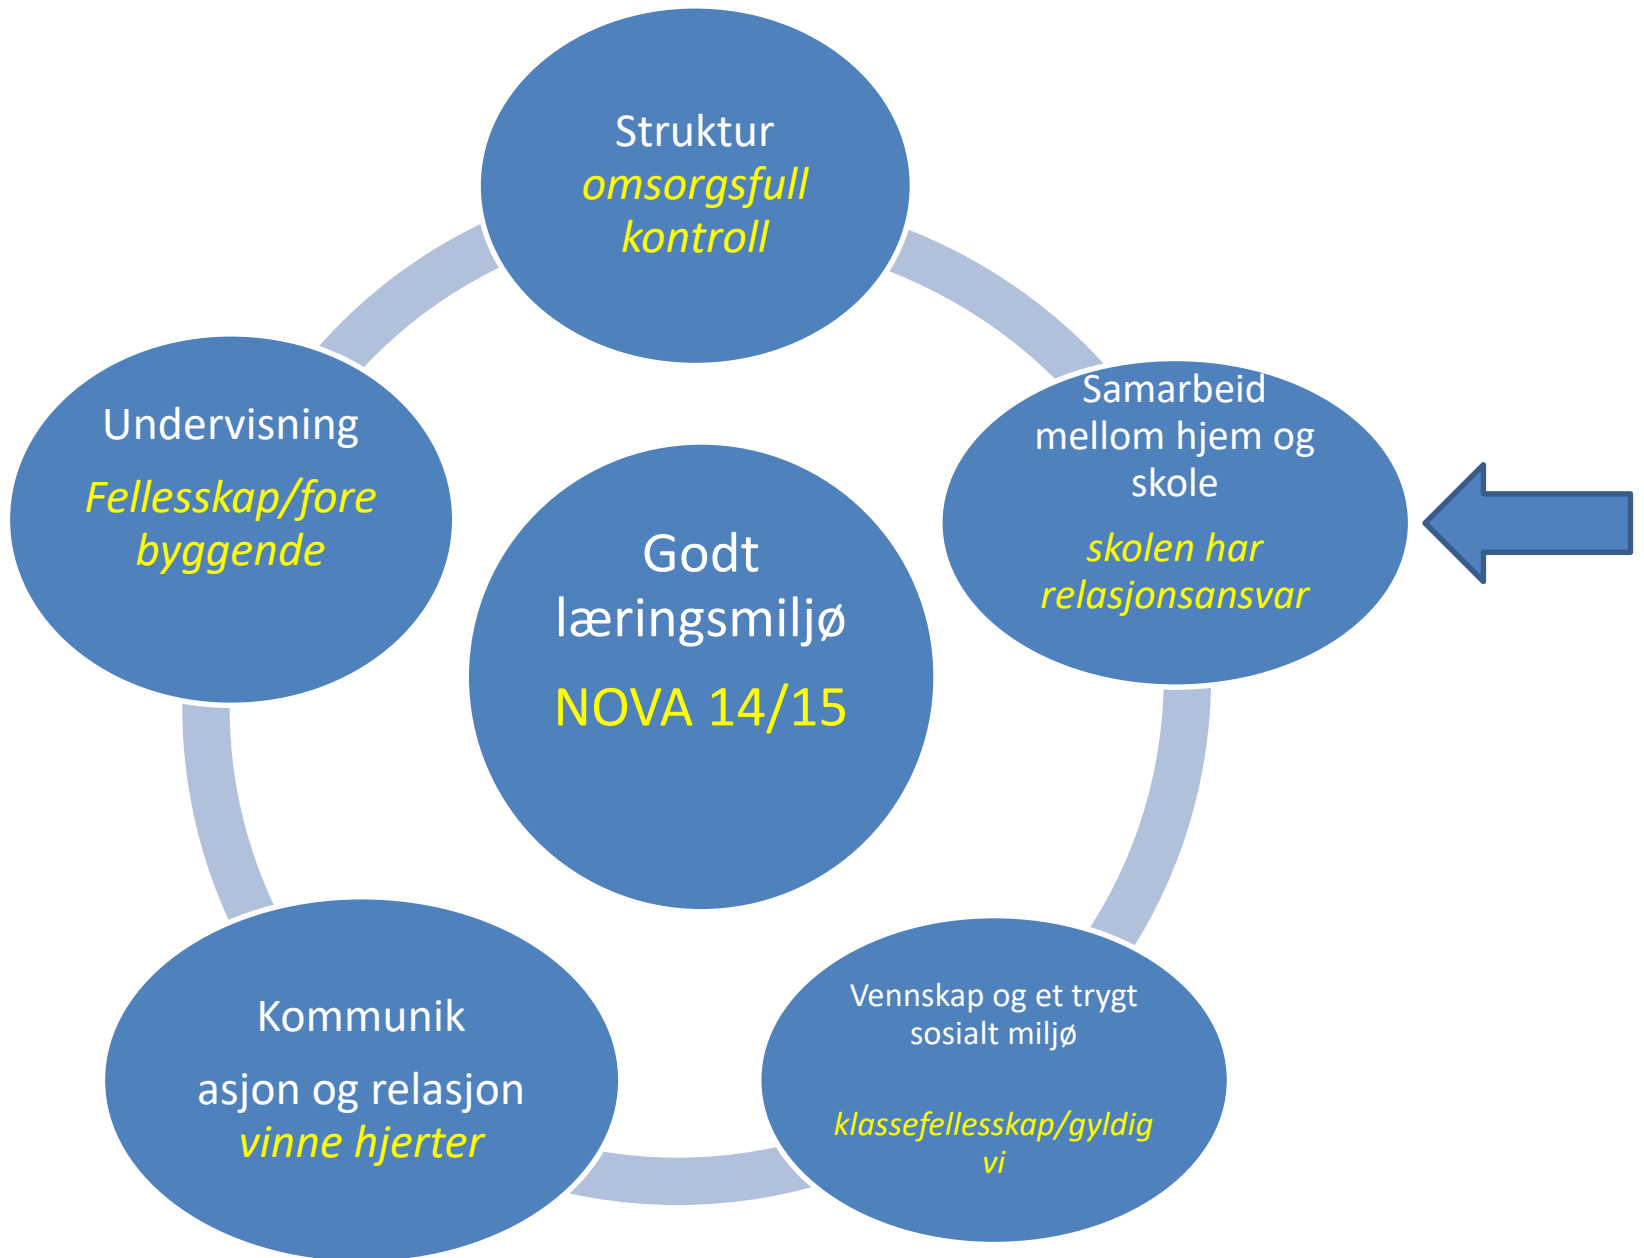 Struktur
omsorgsfull
kontroll
Samarbeid
mellom hjem og
skole
skolen har
relasjonsansvar
Undervisning
Fellesskap/fore
byggende
Godt
læringsmiljø
NOVA 14/15
Kommunik
asjon og relasjon
vinne hjerter
Vennskap og et trygt
sosialt miljø
klassefellesskap/gyldig
vi